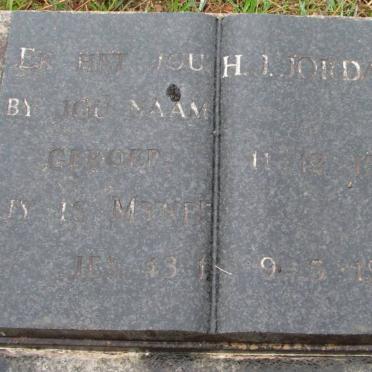 EK HET JOU
BY JOU NAAM
GEROEP,
JY IS MYNE
JES 43 1
H. J. JORDA
11 12 1
9 5 19